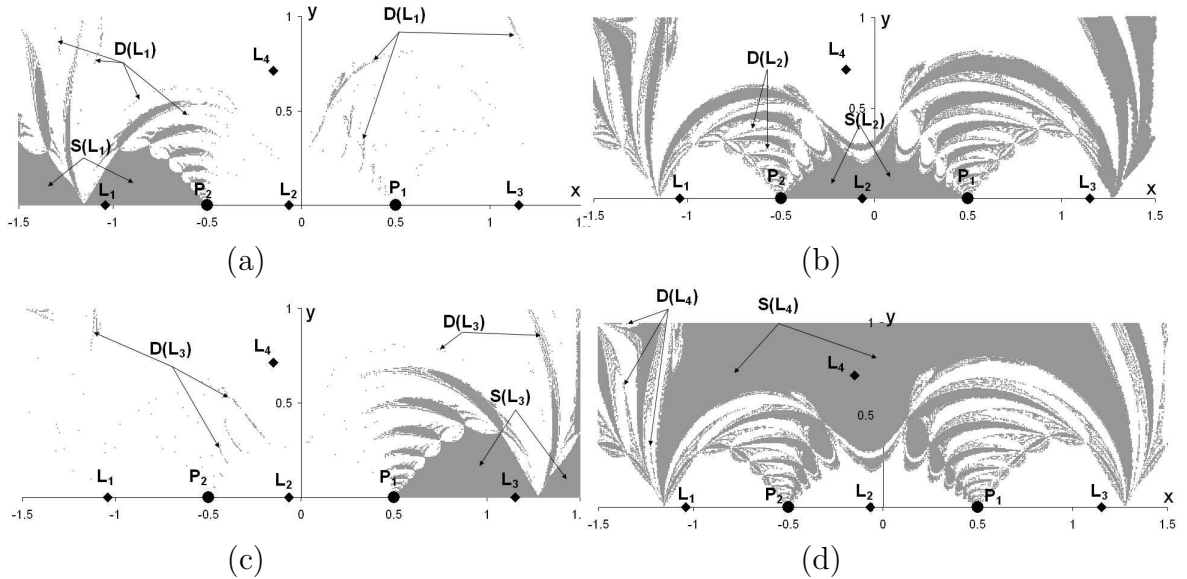 1 y D(L1) D(L1)
L4
0.5
S(L1)
L1 P2 L2 P1 L3 x
-1.5 -1 -0.5 0 0.5 1 1.
(a)
1 y
L4
D(L2)
0.5
S(L2)
L1 P2 L2 P1 L3 x
-1.5 -1 -0.5 0 0.5 1 1.5
(b)
1 y
D(L3) D(L3)
L4
0.5 S(L3)
L1 P2 L2 P1 L3
-1.5 -1 -0.5 0 0.5 1 1.
(c)
D(L4) S(L4)
1 y
L4
0.5
L1 P2 L2 P1 L3 x
-1.5 -1 -0.5 0 0.5 1 1.5
(d)